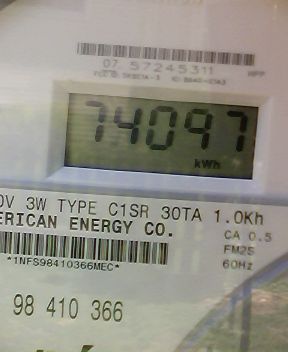 07 57245311
74097
kWh
0V 3W TYPE C1SR 30TA 1.0Kh
ERICAN ENERGY CO.
CA 0.5
FM2S
60Hz
*1NFS98410366MEC*
98 410 366